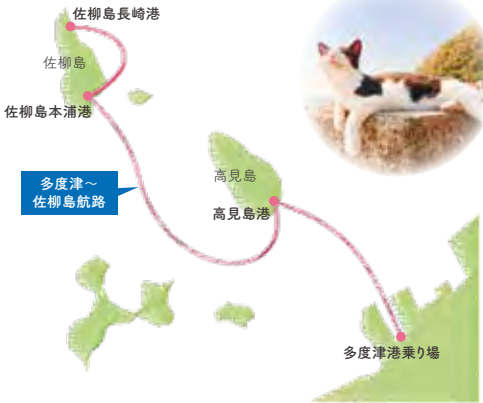 佐柳島長崎港
佐柳島
佐柳島本浦港
多度津～
佐柳島航路
高見島
高見島港
多度津港乗り場